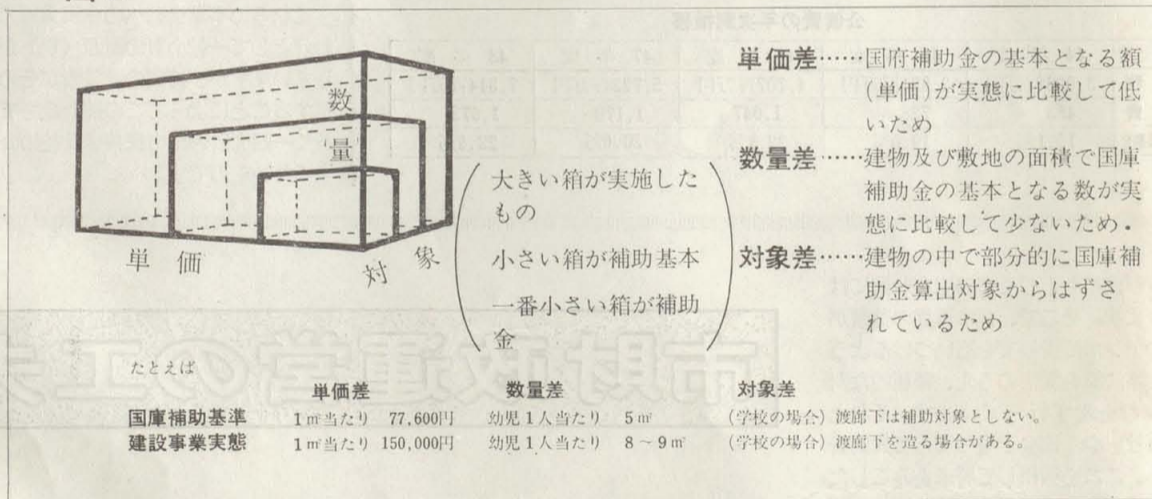 数
量
単価
対象
大きい箱が実施した
もの
小さい箱が補助基本
一番小さい箱が補助
金
単価差……国府補助金の基本となる額
(単価)が実態に比較して低
いため
数量差……建物及び敷地の面積で国庫
補助金の基本となる数が実
態に比較して少ないため.
対象差……建物の中で部分的に国庫補
助金算出対象からはずさ
れているため
たとえば
単価差 数量差 対象差
国庫補助基準 1㎡当たり 77,600円 幼児1人当たり 5㎡ (学校の場合) 渡廊下は補助対象としない。
建設事業実態 1㎡当たり 150,000円 幼児1人当たり 8~9㎡ (学校の場合) 渡廊下を造る場合がある。